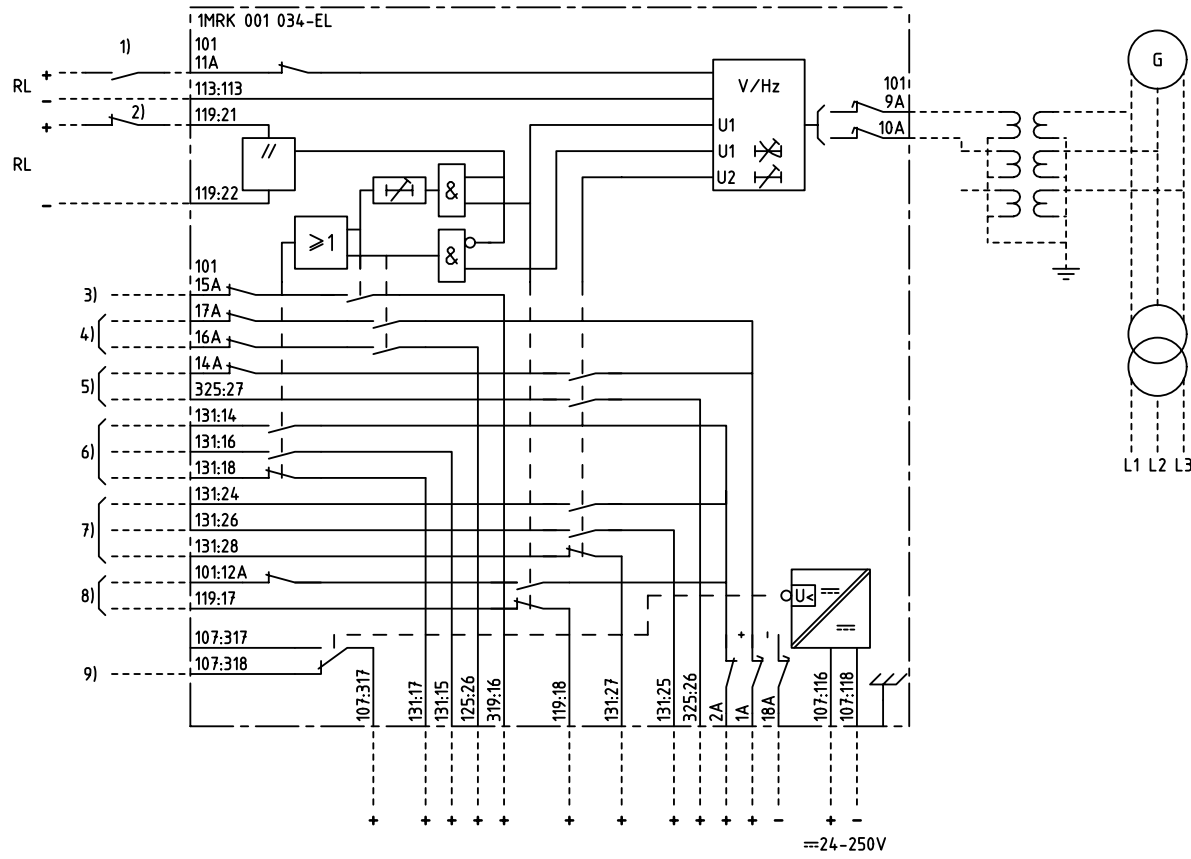 1MRK 001 034-EL
1)
101
11A
RL
+
-
113:113
2)
119:21
+
RL
119:22
-
V/Hz
U1
U1
U2
101
9A
10A
G
//
&
≥1
&
101
3)
15A
4)
17A
16A
5)
14A
325:27
6)
131:14
131:16
131:18
L1 L2 L3
7)
131:24
131:26
131:28
8)
101:12A
119:17
U<
107:317
9)
107:318
+ -
107:317
131:17
131:15
125:26
319:16
119:18
131:27
131:25
325:26
2A
1A
18A
107:116
107:118
+ + + + + + + + + + + - + -
24-250V